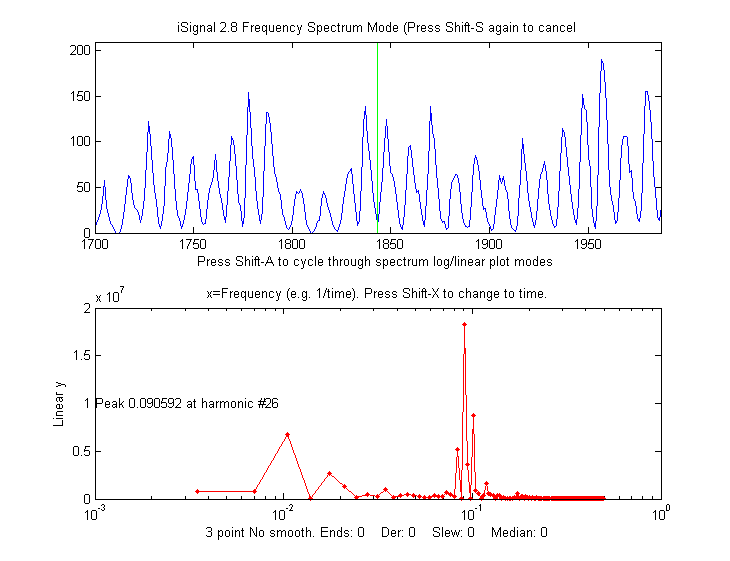 iSignal 2.8 Frequency Spectrum Mode (Press Shift-S again to cancel
200
150
100
50
0
1700 1750 1800 1850 1900 1950
Press Shift-A to cycle through spectrum log/linear plot modes
x=Frequency (e.g. 1/time). Press Shift-X to change to time.
x 10^7
2
1.5
1
0.5
0
Linear y
Peak 0.090592 at harmonic #26
10^-3 10^-2 10^-1 10^0
3 point No smooth. Ends: 0 Der: 0 Slew: 0 Median: 0